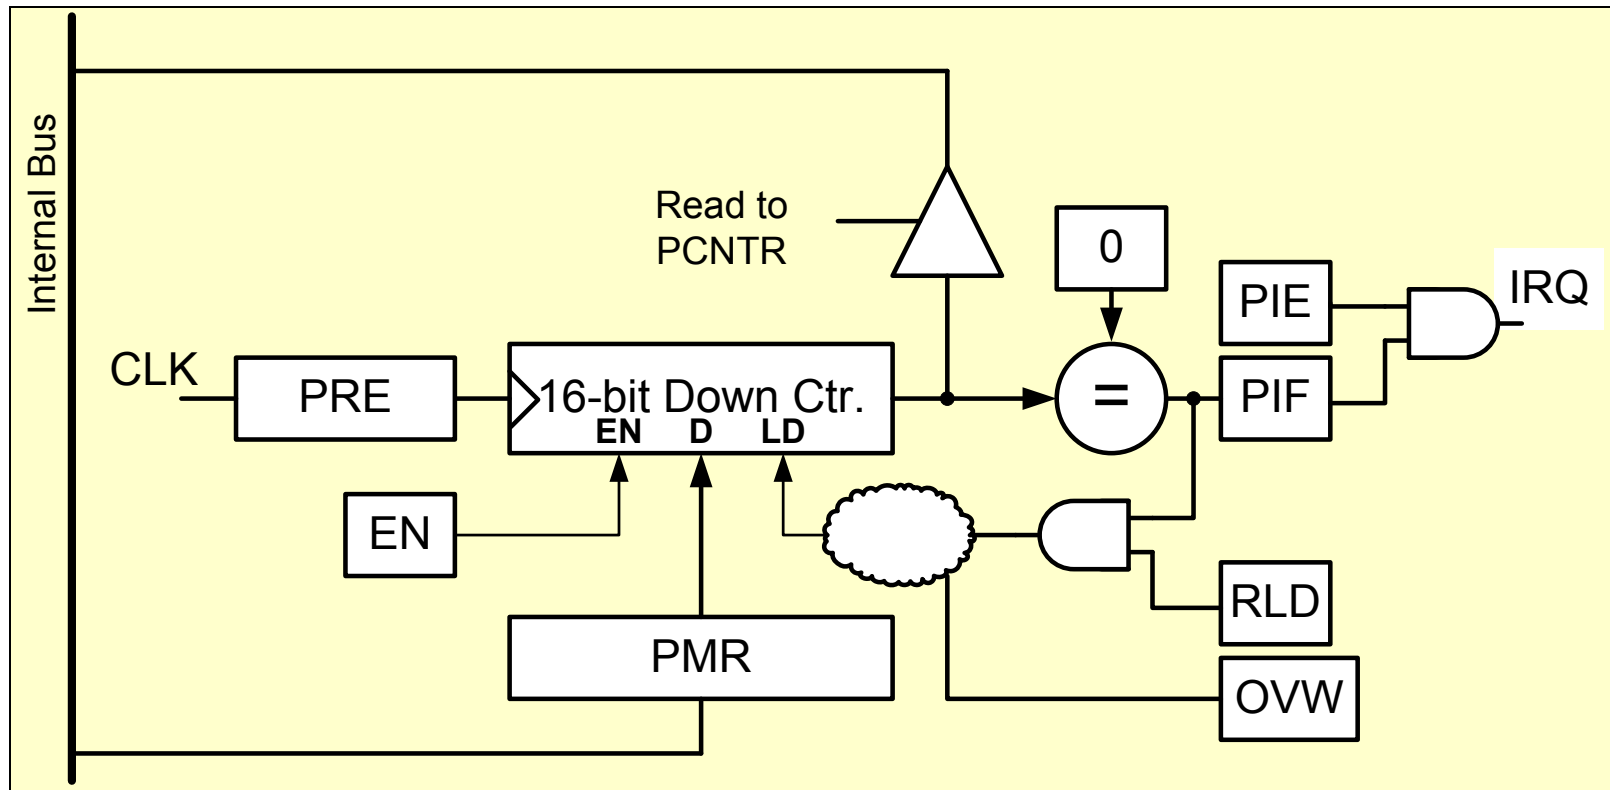 Internal Bus
Read to
PCNTR
0
PIE
IRQ
CLK
PRE
16-bit Down Ctr.
EN D LD
=
PIF
EN
RLD
PMR
OVW